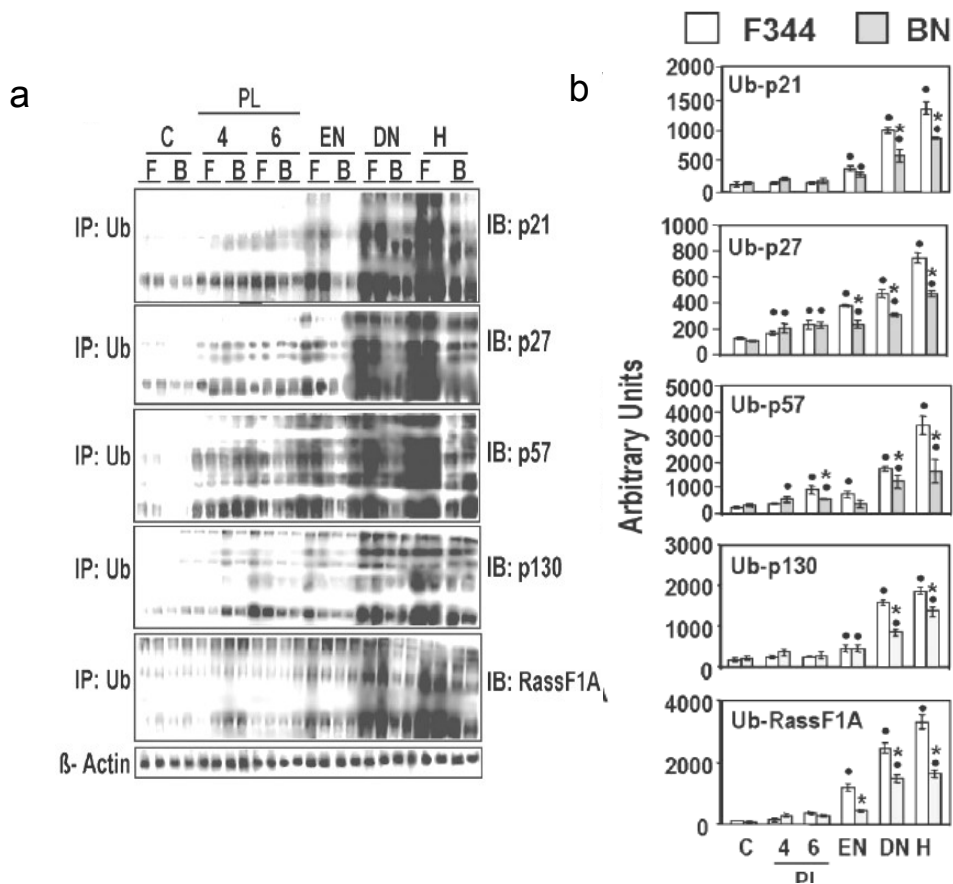 a
PL
C 4 6 EN DN H
F B F B F B F B F B F B
IP: Ub IB: p21
IP: Ub IB: p27
IP: Ub IB: p57
IP: Ub IB: p130
IP: Ub IB: RassF1A
ß- Actin
b
F344 BN
Arbitrary Units
Ub-p21
2000
1500
1000
500
0
Ub-p27
1000
800
600
400
200
0
Ub-p57
5000
4000
3000
2000
1000
0
Ub-p130
3000
2000
1000
0
Ub-RassF1A
4000
2000
0
C 4 6 EN DN H
PL